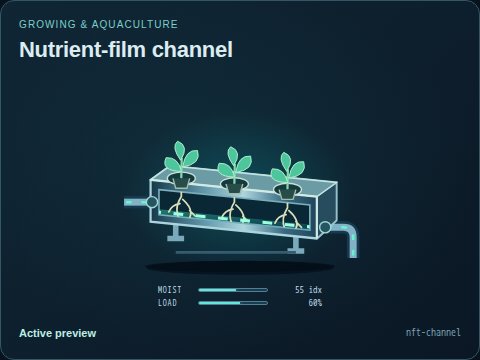 GROWING & AQUACULTURE
Nutrient-film channel
MOIST 55 idx
LOAD 60%
Active preview nft-channel